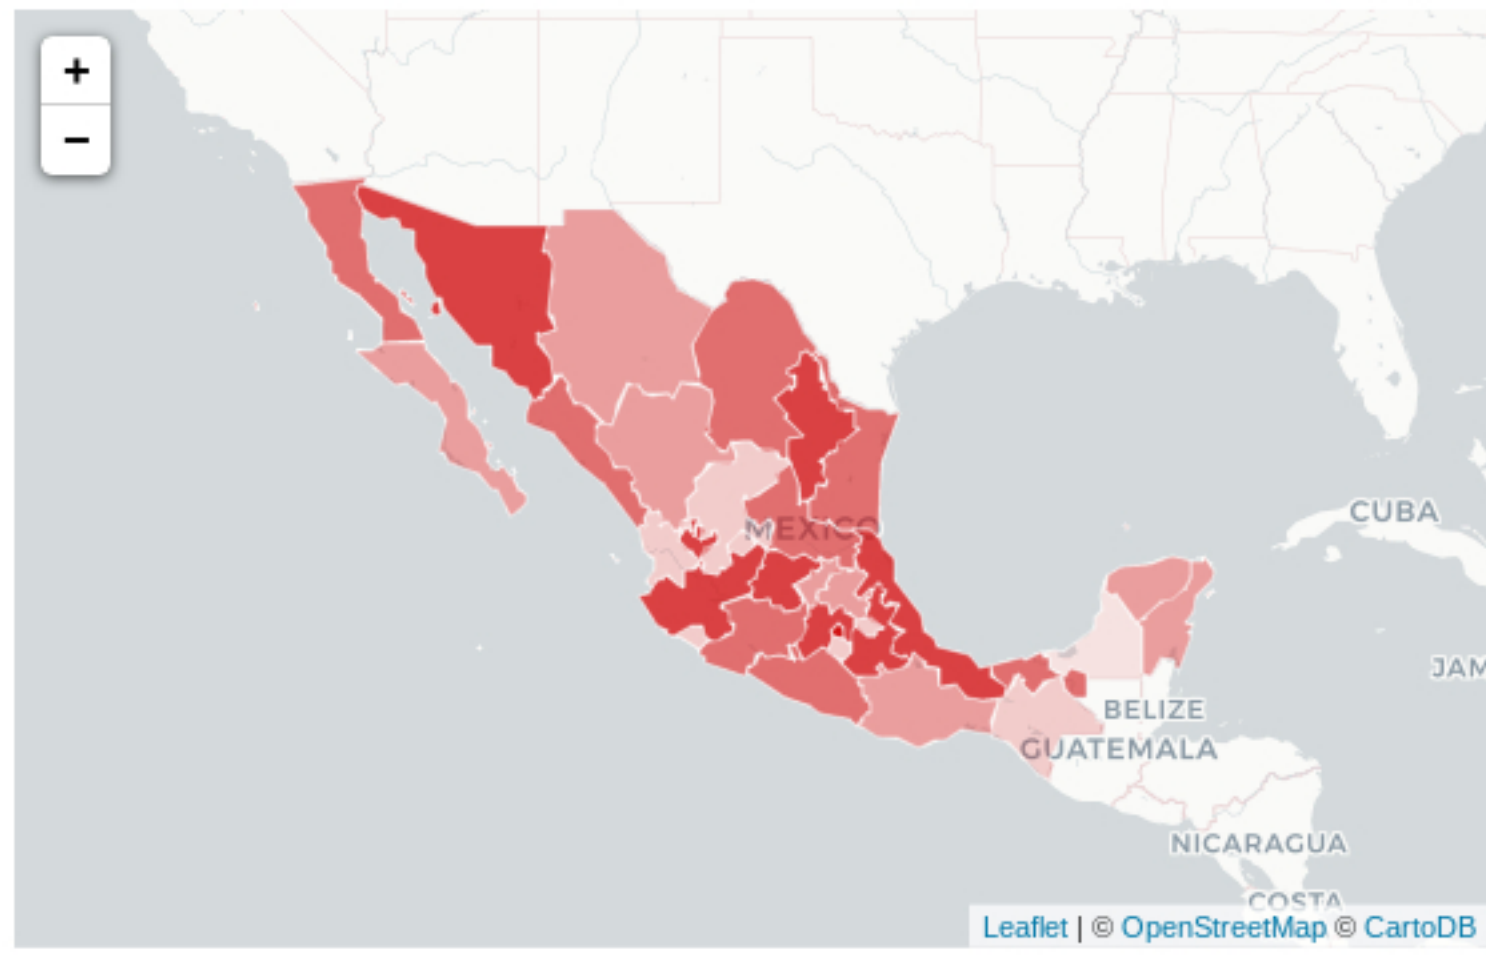 +
−
MEXICO
CUBA
JAM
BELIZE
GUATEMALA
NICARAGUA
COSTA
Leaflet | © OpenStreetMap © CartoDB